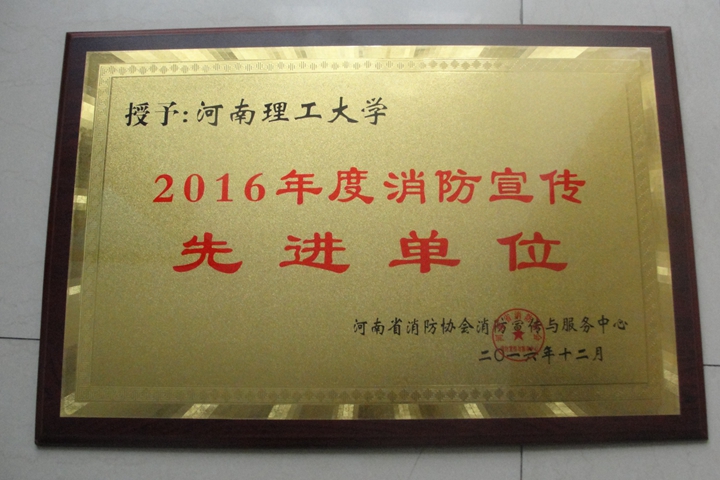 授予:河南理工大学
2016年度消防宣传
先进单位
河南省消防协会消防宣传与服务中心
二〇一六年十二月